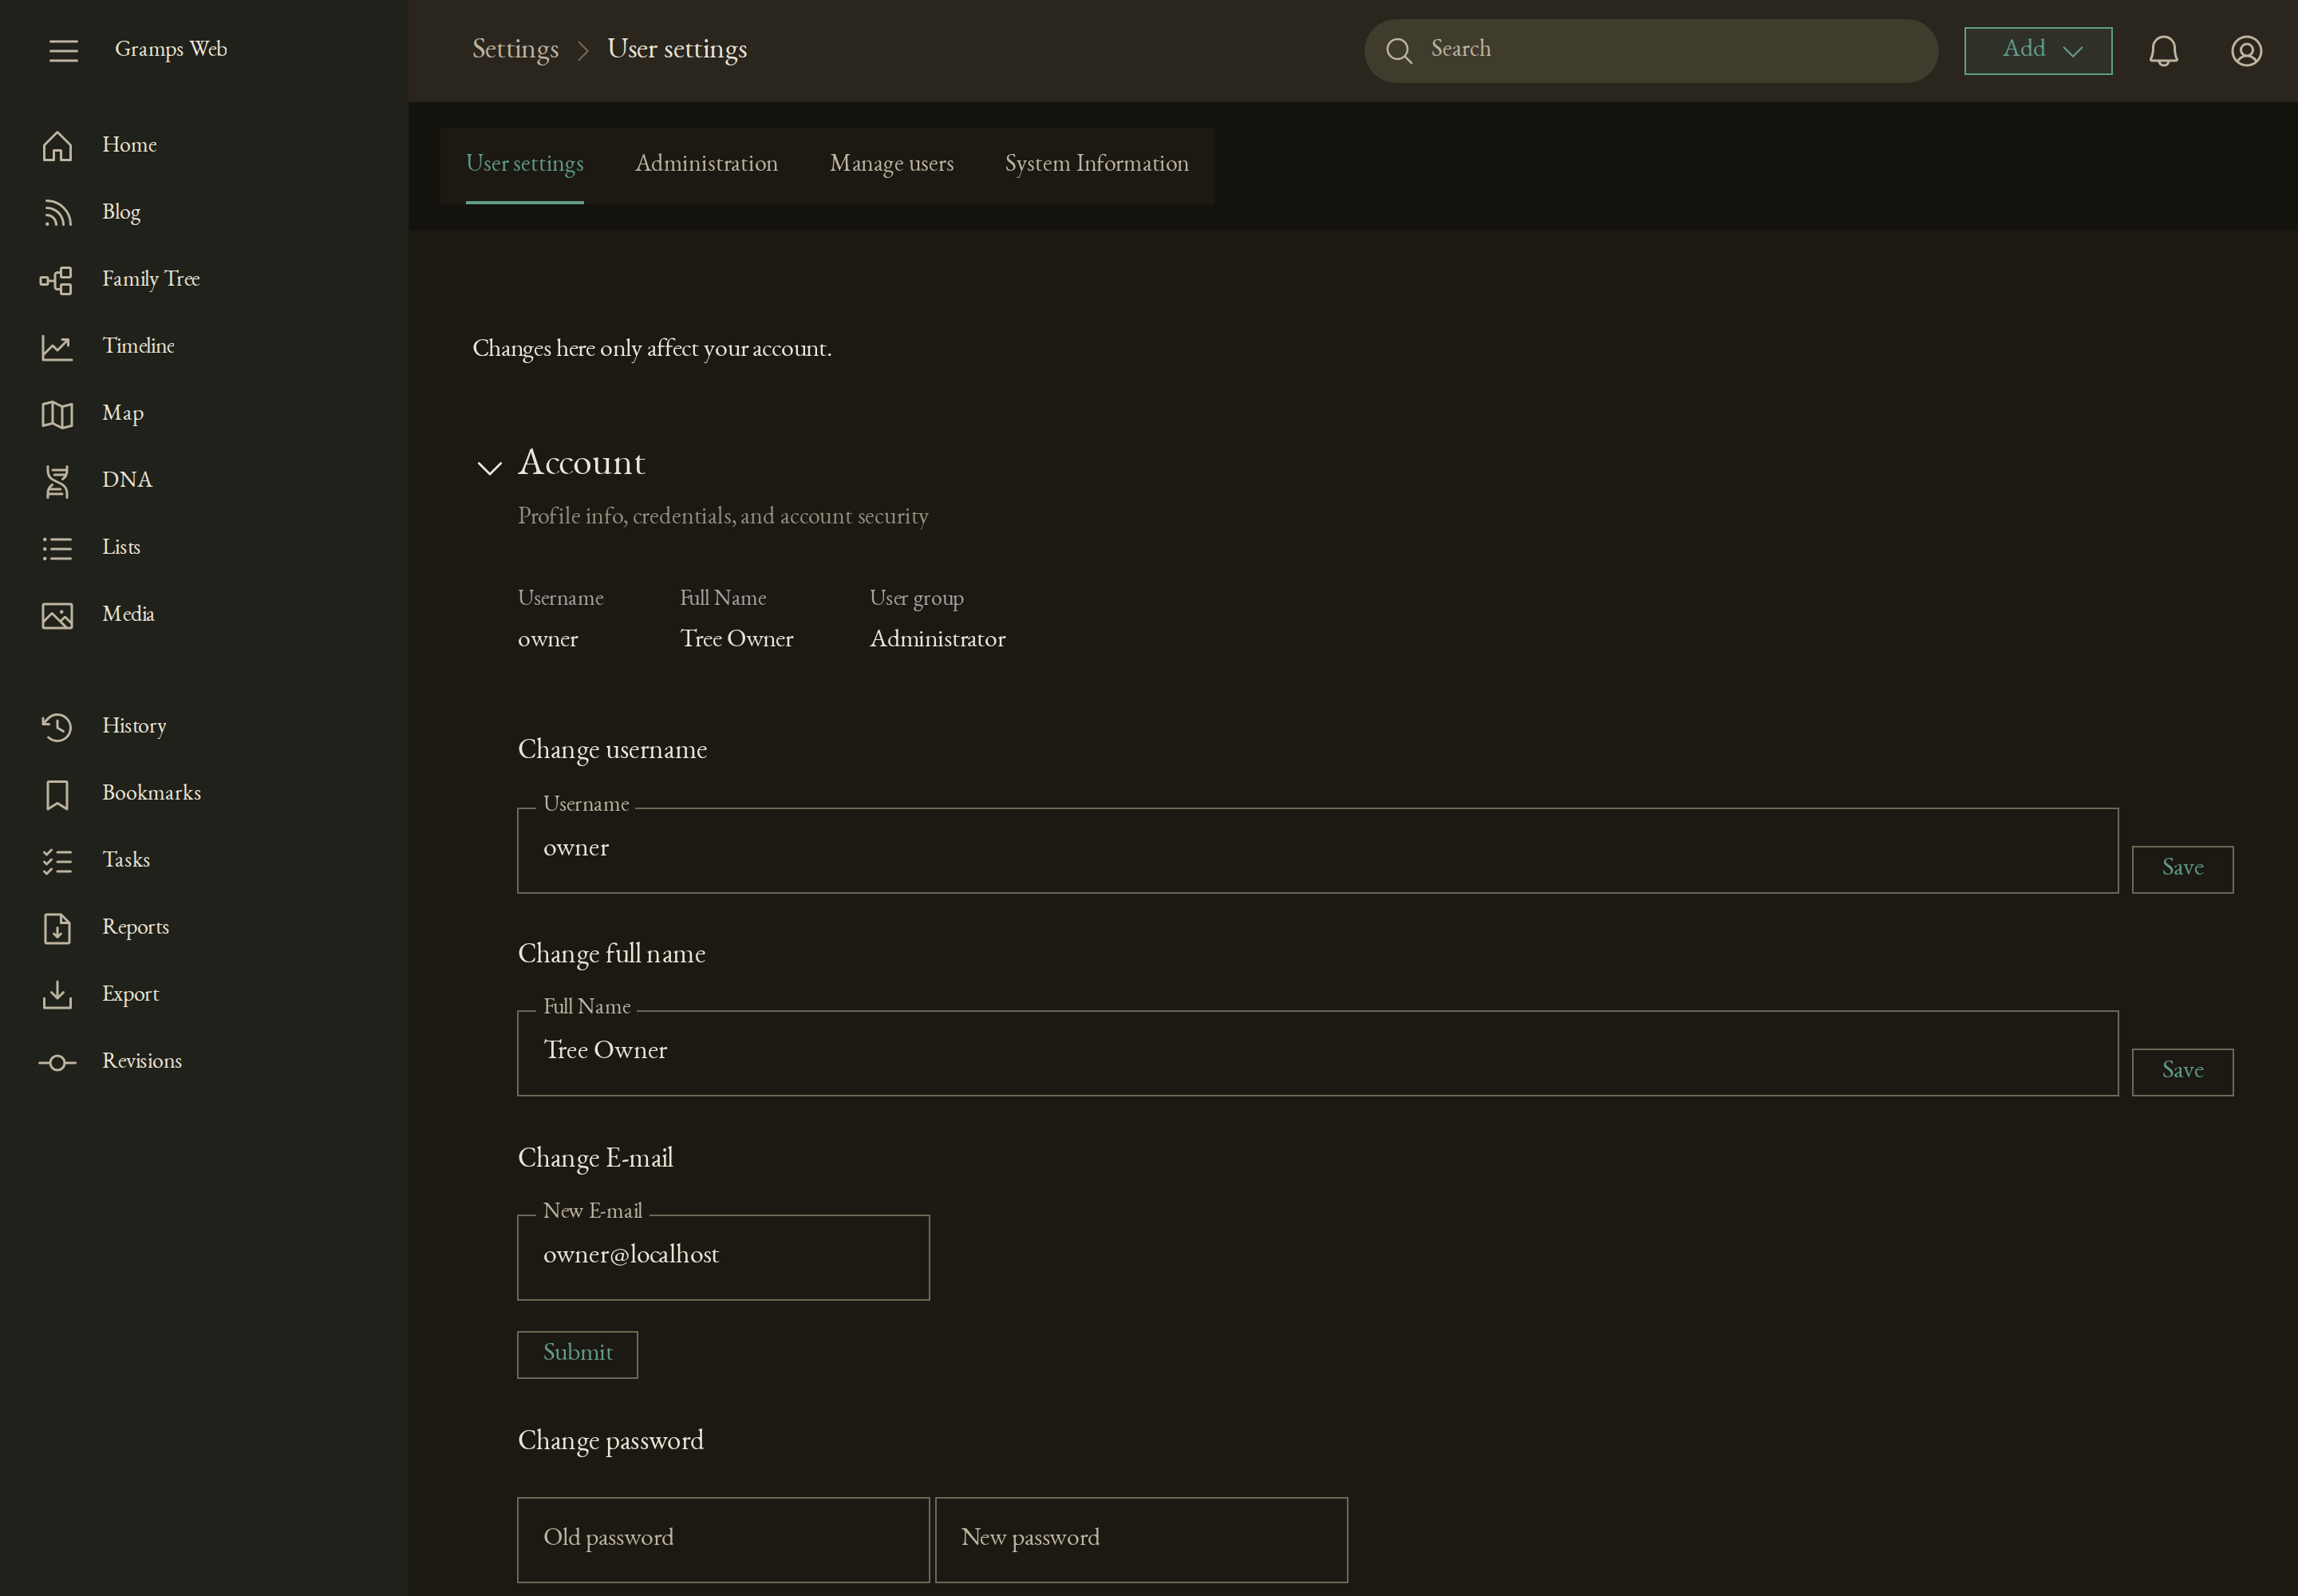 Gramps Web
Settings
User settings
Search
Add
Home
Blog
Family Tree
Timeline
Map
DNA
Lists
Media
History
Bookmarks
Tasks
Reports
Export
Revisions
User settings
Administration
Manage users
System Information
Changes here only affect your account.
Account
Profile info, credentials, and account security
Username
Full Name
User group
owner
Tree Owner
Administrator
Change username
Username
owner
Save
Change full name
Full Name
Tree Owner
Save
Change E-mail
New E-mail
owner@localhost
Submit
Change password
Old password
New password